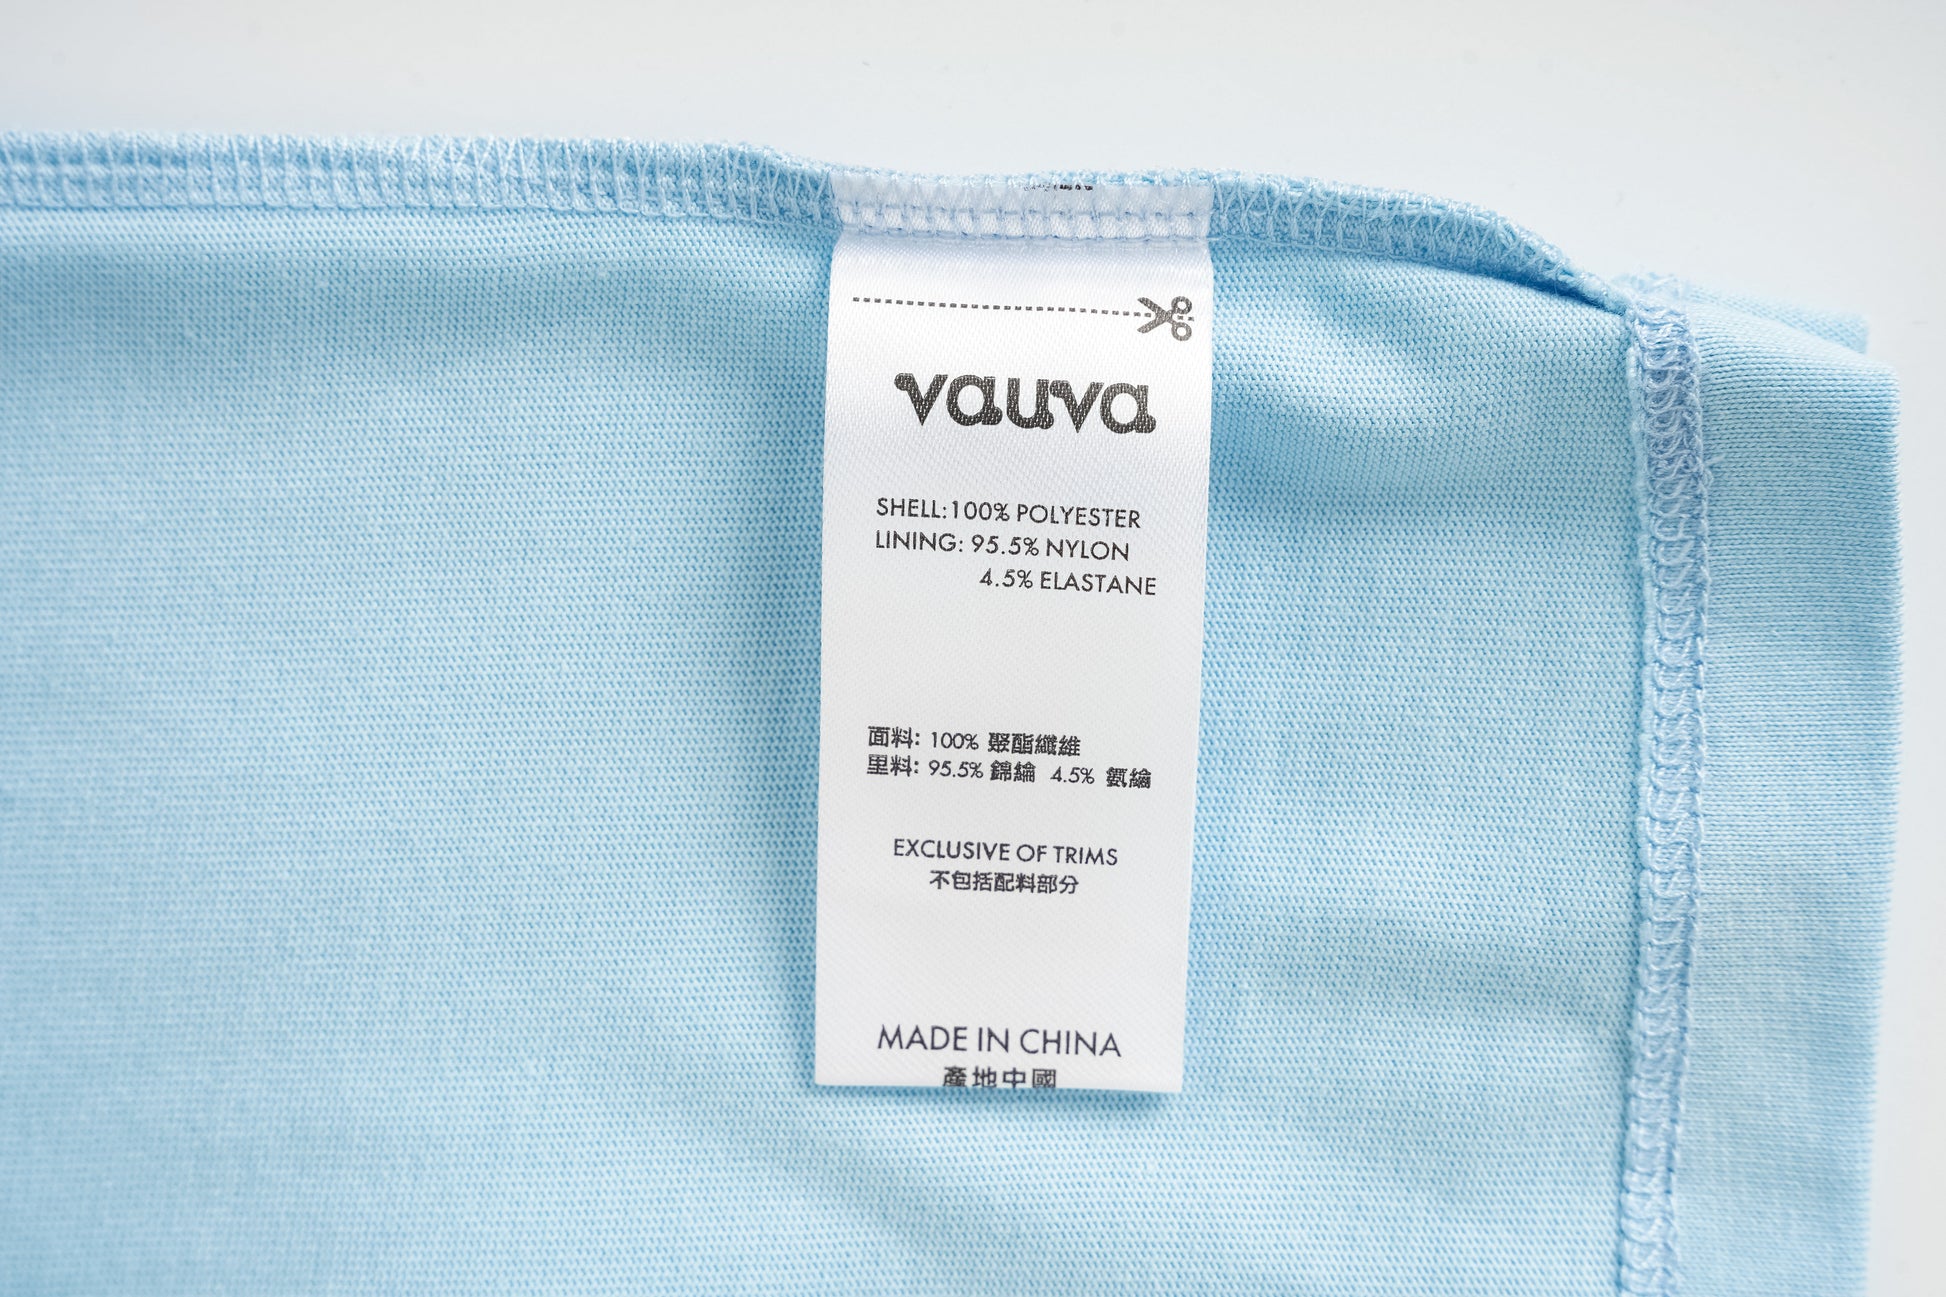 vauva
SHELL:100% POLYESTER
LINING: 95.5% NYLON
4.5% ELASTANE
面料: 100% 聚酯纖維
里料: 95.5% 錦綸 4.5% 氨綸
EXCLUSIVE OF TRIMS
不包括配料部分
MADE IN CHINA
產地中國